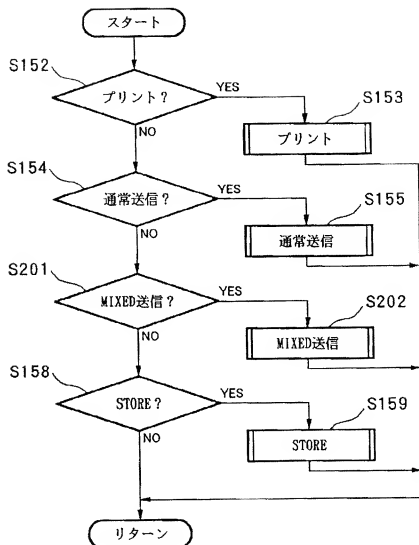 スタート
S152
プリント?
YES
S153
プリント
NO
S154
通常送信?
YES
S155
通常送信
NO
S201
MIXED送信?
YES
S202
MIXED送信
NO
S158
STORE?
YES
S159
STORE
NO
リターン